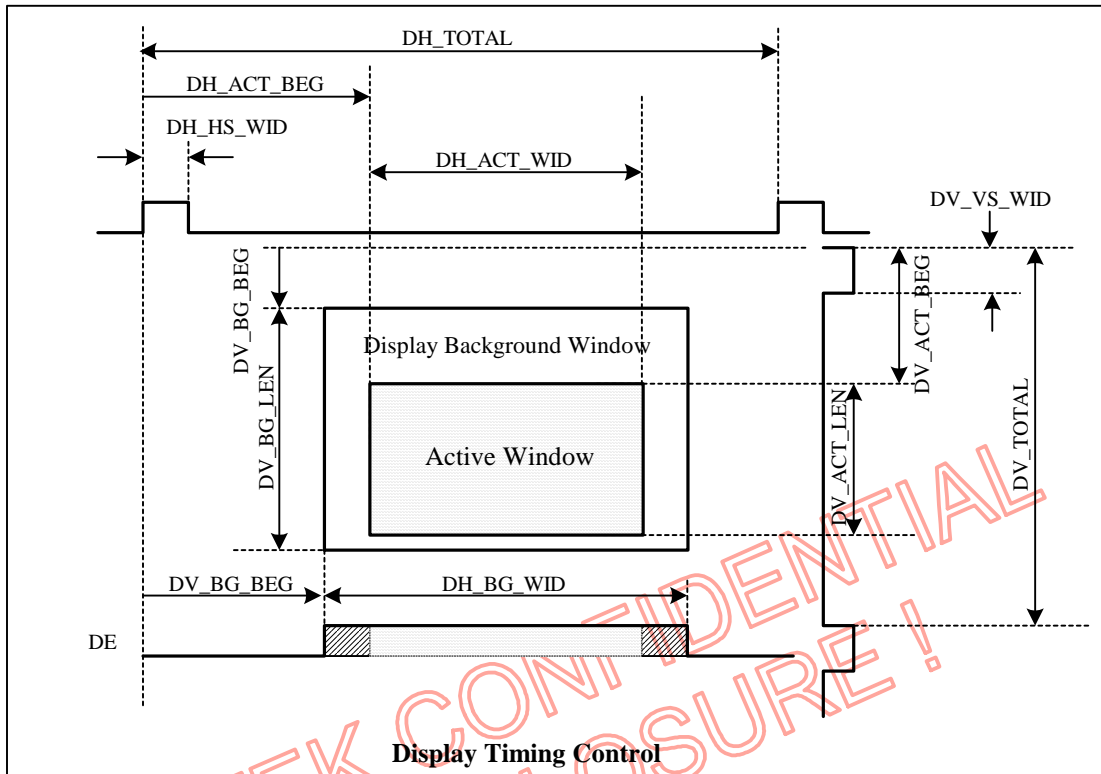 DH_TOTAL
DH_ACT_BEG
DH_HS_WID
DH_ACT_WID
DV_VS_WID
DV_BG_BEG
DV_ACT_BEG
Display Background Window
DV_BG_LEN
Active Window
DV_ACT_LEN
DV_TOTAL
DV_BG_BEG
DH_BG_WID
DE
Display Timing Control
CONFIDENTIAL